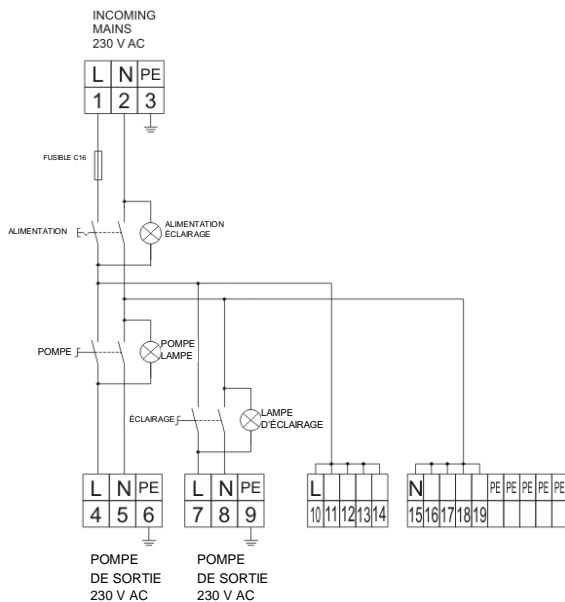 INCOMING
MAINS
230 V AC
L N PE
1 2 3
FUSIBLE C16
ALIMENTATION
ALIMENTATION
ÉCLAIRAGE
POMPE
POMPE
LAMPE
ÉCLAIRAGE
LAMPE
D'ÉCLAIRAGE
L N PE
4 5 6
L N PE
7 8 9
L
10 11 12 13 14
N PE PE PE PE PE
15 16 17 18 19
POMPE
DE SORTIE
230 V AC
POMPE
DE SORTIE
230 V AC